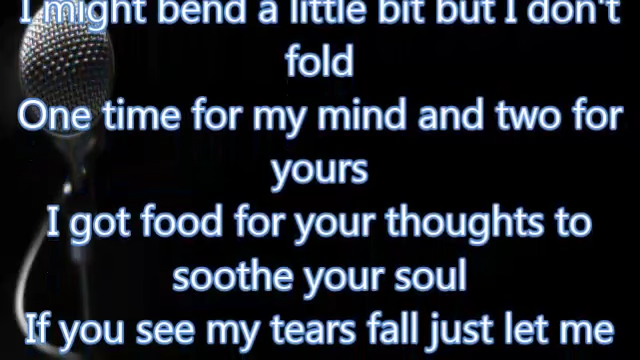 I might bend a little bit but I don't
fold
One time for my mind and two for
yours
I got food for your thoughts to
soothe your soul
If you see my tears fall just let me